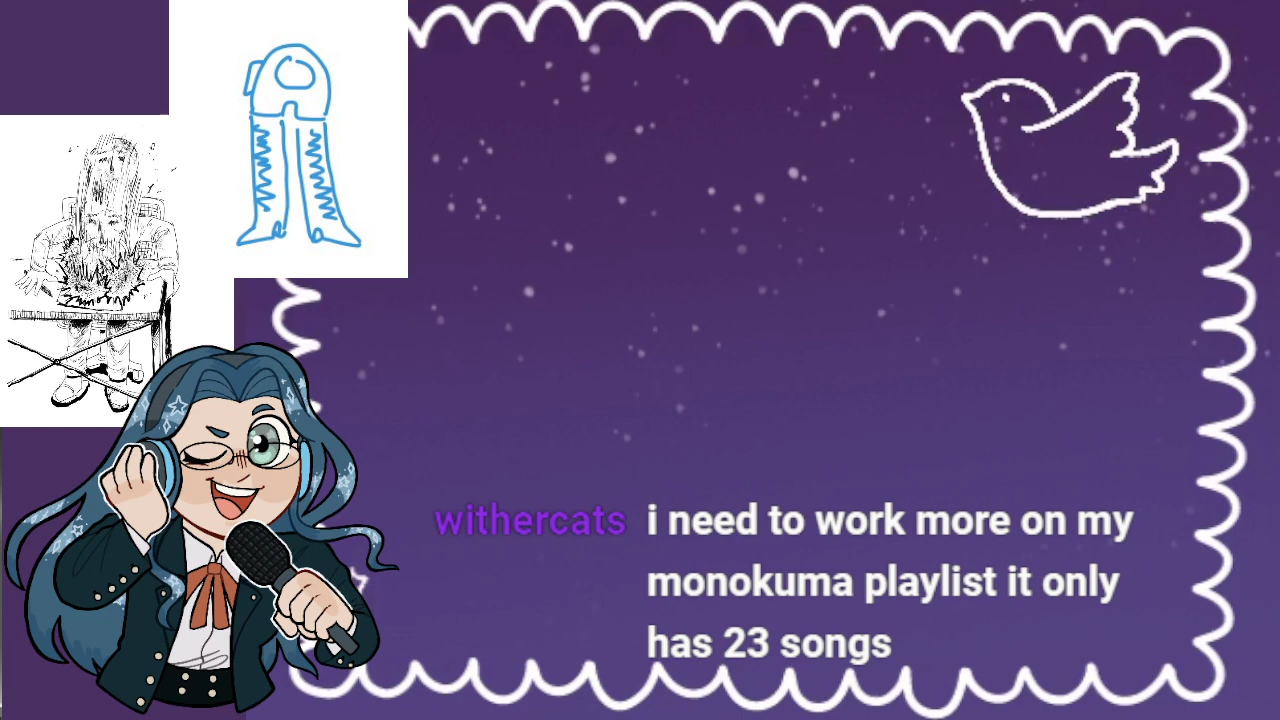 withercats i need to work more on my
monokuma playlist it only
has 23 songs